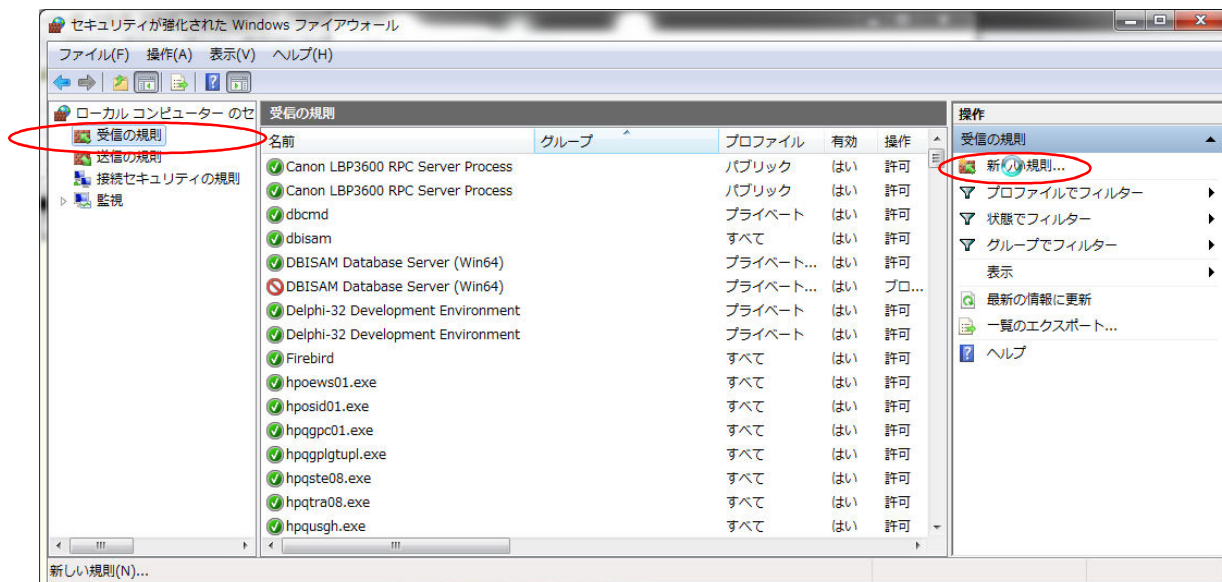 セキュリティが強化された Windows ファイアウォール
ファイル(F) 操作(A) 表示(V) ヘルプ(H)
ローカル コンピューター のセ
受信の規則
送信の規則
接続セキュリティの規則
監視
受信の規則
名前 グループ プロファイル 有効 操作
Canon LBP3600 RPC Server Process パブリック はい 許可
Canon LBP3600 RPC Server Process パブリック はい 許可
dbcmd プライベート はい 許可
dbisam すべて はい 許可
DBISAM Database Server (Win64) プライベート... はい 許可
DBISAM Database Server (Win64) プライベート... はい ブロ...
Delphi-32 Development Environment プライベート はい 許可
Delphi-32 Development Environment プライベート はい 許可
Firebird すべて はい 許可
hpoews01.exe すべて はい 許可
hposid01.exe すべて はい 許可
hpqgpc01.exe すべて はい 許可
hpqgplgtupl.exe すべて はい 許可
hpqste08.exe すべて はい 許可
hpqtra08.exe すべて はい 許可
hpqusgh.exe すべて はい 許可
操作
受信の規則
新しい規則...
プロファイルでフィルター
状態でフィルター
グループでフィルター
表示
最新の情報に更新
一覧のエクスポート...
ヘルプ
新しい規則(N)...